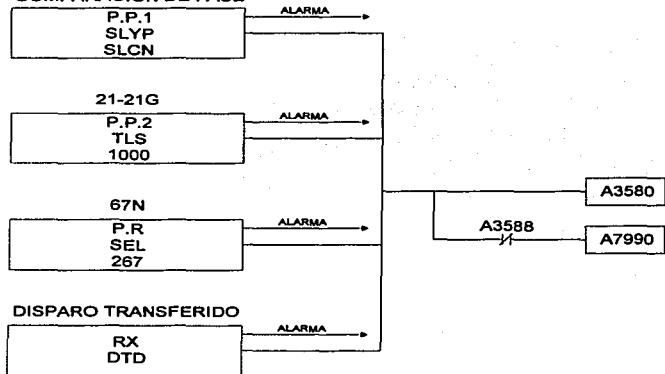 P.P.1
ALARMA
SLYP
SLCN
21-21G
P.P.2
ALARMA
TLS
1000
A3580
67N
P.R
ALARMA
SEL
267
A3588
A7990
DISPARO TRANSFERIDO
RX
ALARMA
DTD